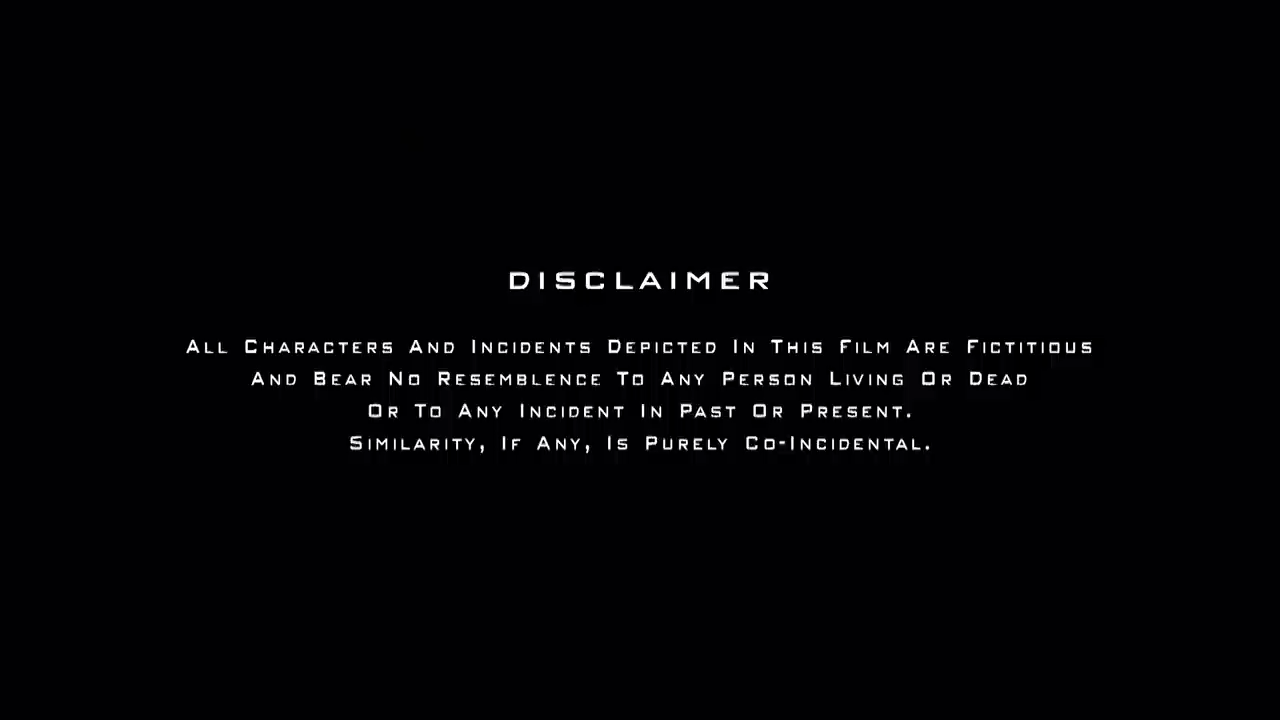 DISCLAIMER
All Characters And Incidents Depicted In This Film Are Fictitious
And Bear No Resemblence To Any Person Living Or Dead
Or To Any Incident In Past Or Present.
Similarity, If Any, Is Purely Co-Incidental.